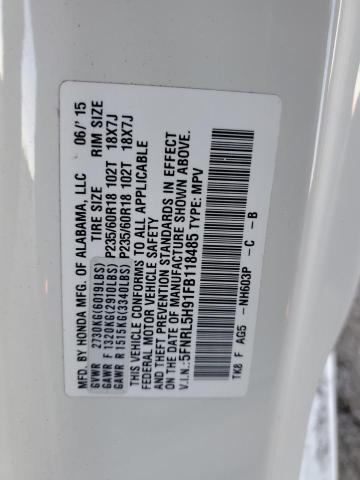 MFD. BY HONDA MFG. OF ALABAMA, LLC 06/' 15
TIRE SIZE RIM SIZE
GVWR 2730KG(6019LBS)
GAWR F 1320KG(2910LBS) P235/60R18 102T 18X7J
GAWR R 1515KG(3340LBS) P235/60R18 102T 18X7J
THIS VEHICLE CONFORMS TO ALL APPLICABLE
FEDERAL MOTOR VEHICLE SAFETY
AND THEFT PREVENTION STANDARDS IN EFFECT
ON THE DATE OF MANUFACTURE SHOWN ABOVE.
V.I.N.:5FNRL5H91FB118485 TYPE: MPV
TK8 F AG5 -NH603P - C - B